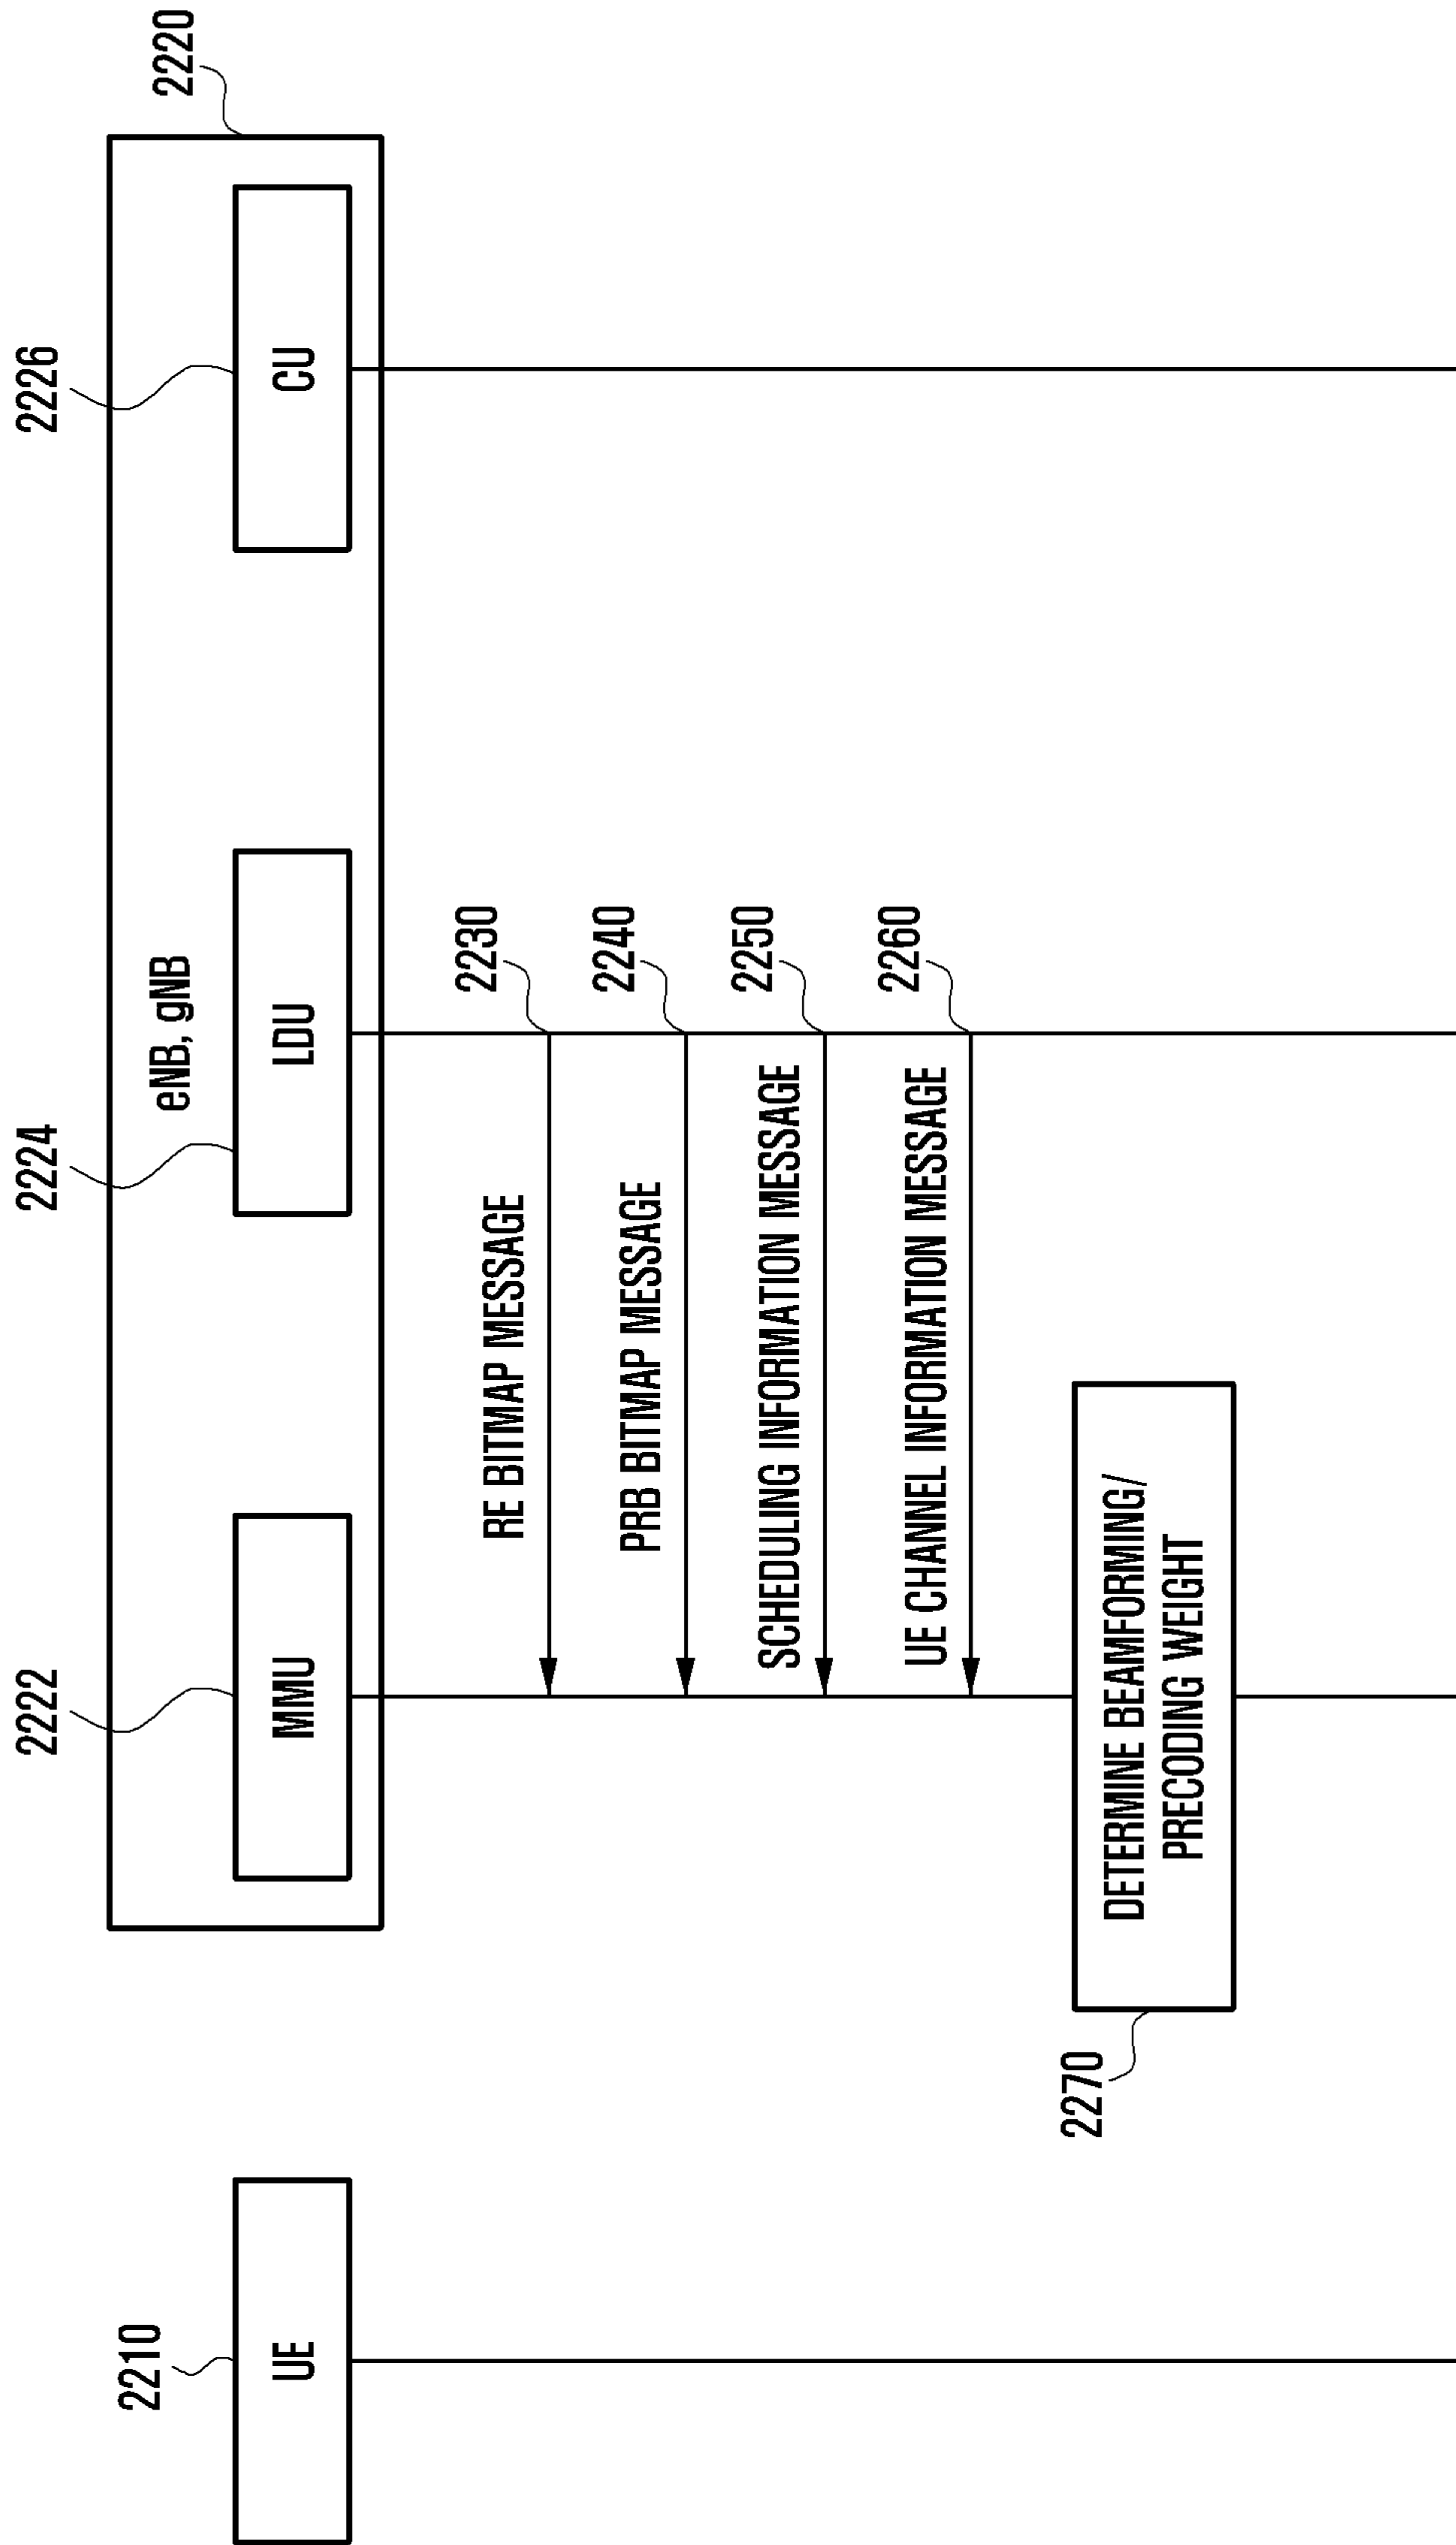 2222
2224
2226
2210
2220
eNB, gNB
UE
MMU
LDU
CU
2230
RE BITMAP MESSAGE
2240
PRB BITMAP MESSAGE
2250
SCHEDULING INFORMATION MESSAGE
2260
UE CHANNEL INFORMATION MESSAGE
2270
DETERMINE BEAMFORMING/
PRECODING WEIGHT